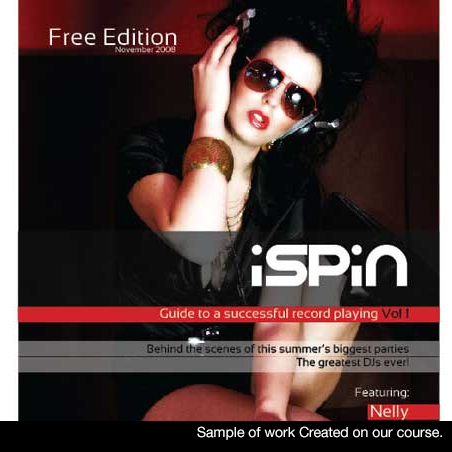 Free Edition
November 2008
iSPiN
Guide to a successful record playing Vol 1
Behind the scenes of this summer's biggest parties
The greatest DJs ever!
Featuring:
Nelly
Sample of work Created on our course.